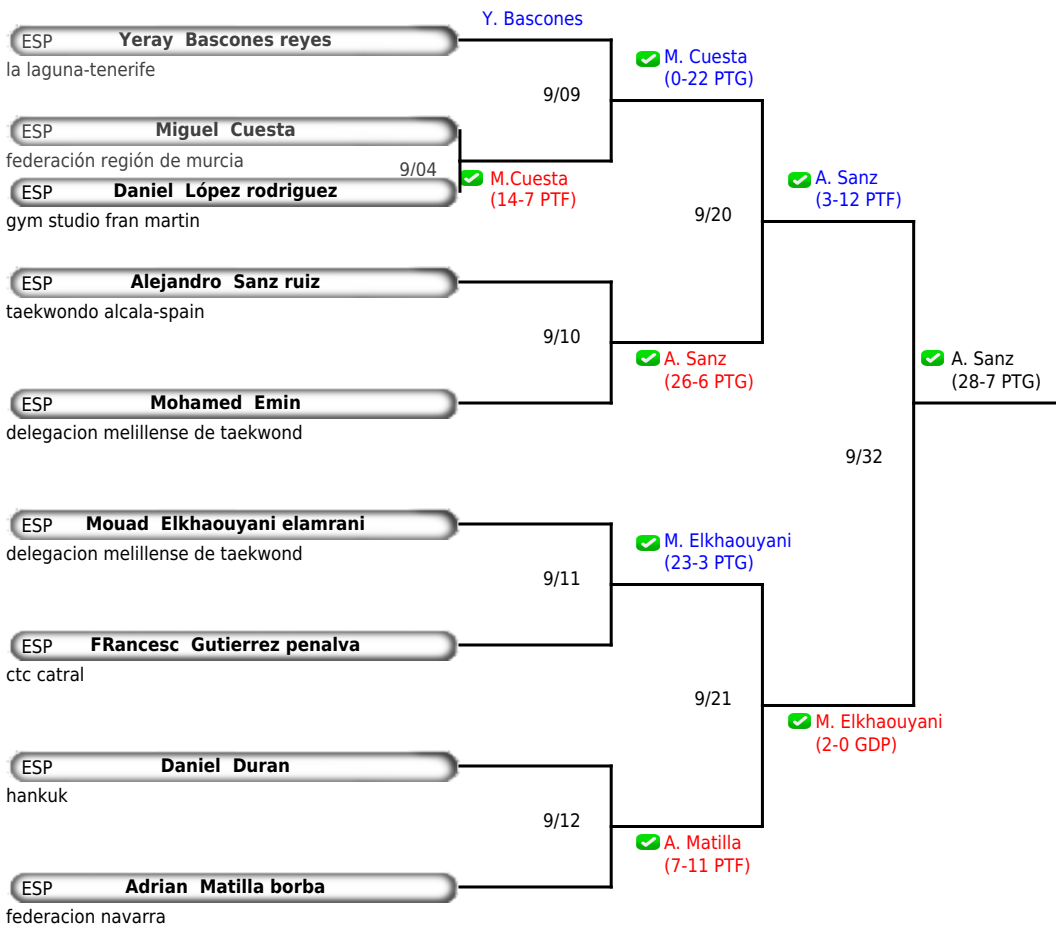 Y. Bascones
ESP Yeray Bascones reyes
la laguna-tenerife
M. Cuesta
(0-22 PTG)
9/09
ESP Miguel Cuesta
federación región de murcia
9/04
M.Cuesta
(14-7 PTF)
ESP Daniel López rodriguez
gym studio fran martin
A. Sanz
(3-12 PTF)
9/20
ESP Alejandro Sanz ruiz
taekwondo alcala-spain
9/10
A. Sanz
(26-6 PTG)
A. Sanz
(28-7 PTG)
ESP Mohamed Emin
delegacion melillense de taekwond
9/32
ESP Mouad Elkhaouyani elamrani
delegacion melillense de taekwond
M. Elkhaouyani
(23-3 PTG)
9/11
ESP FRancesc Gutierrez penalva
ctc catral
9/21
M. Elkhaouyani
(2-0 GDP)
ESP Daniel Duran
hankuk
9/12
A. Matilla
(7-11 PTF)
ESP Adrian Matilla borba
federacion navarra